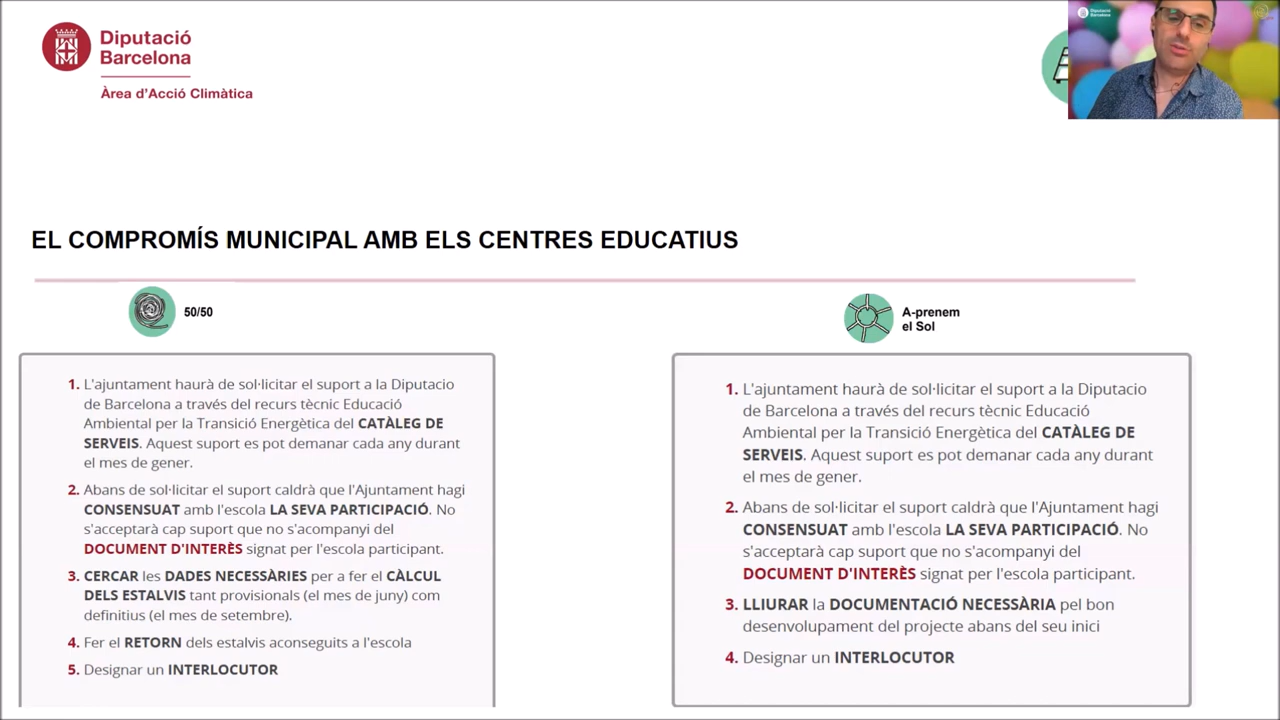 Diputació
Barcelona
Àrea d'Acció Climàtica
Diputació
Barcelona
EL COMPROMÍS MUNICIPAL AMB ELS CENTRES EDUCATIUS
50/50
1. L'ajuntament haurà de sol·licitar el suport a la Diputacio
de Barcelona a través del recurs tècnic Educació
Ambiental per la Transició Energètica del CATÀLEG DE
SERVEIS. Aquest suport es pot demanar cada any durant
el mes de gener.
2. Abans de sol·licitar el suport caldrà que l'Ajuntament hagi
CONSENSUAT amb l'escola LA SEVA PARTICIPACIÓ. No
s'acceptarà cap suport que no s'acompanyi del
DOCUMENT D'INTERÈS signat per l'escola participant.
3. CERCAR les DADES NECESSÀRIES per a fer el CÀLCUL
DELS ESTALVIS tant provisionals (el mes de juny) com
definitius (el mes de setembre).
4. Fer el RETORN dels estalvis aconseguits a l'escola
5. Designar un INTERLOCUTOR
A-prenem
el Sol
1. L'ajuntament haurà de sol·licitar el suport a la Diputacio
de Barcelona a través del recurs tècnic Educació
Ambiental per la Transició Energètica del CATÀLEG DE
SERVEIS. Aquest suport es pot demanar cada any durant
el mes de gener.
2. Abans de sol·licitar el suport caldrà que l'Ajuntament hagi
CONSENSUAT amb l'escola LA SEVA PARTICIPACIÓ. No
s'acceptarà cap suport que no s'acompanyi del
DOCUMENT D'INTERÈS signat per l'escola participant.
3. LLIURAR la DOCUMENTACIÓ NECESSÀRIA pel bon
desenvolupament del projecte abans del seu inici
4. Designar un INTERLOCUTOR